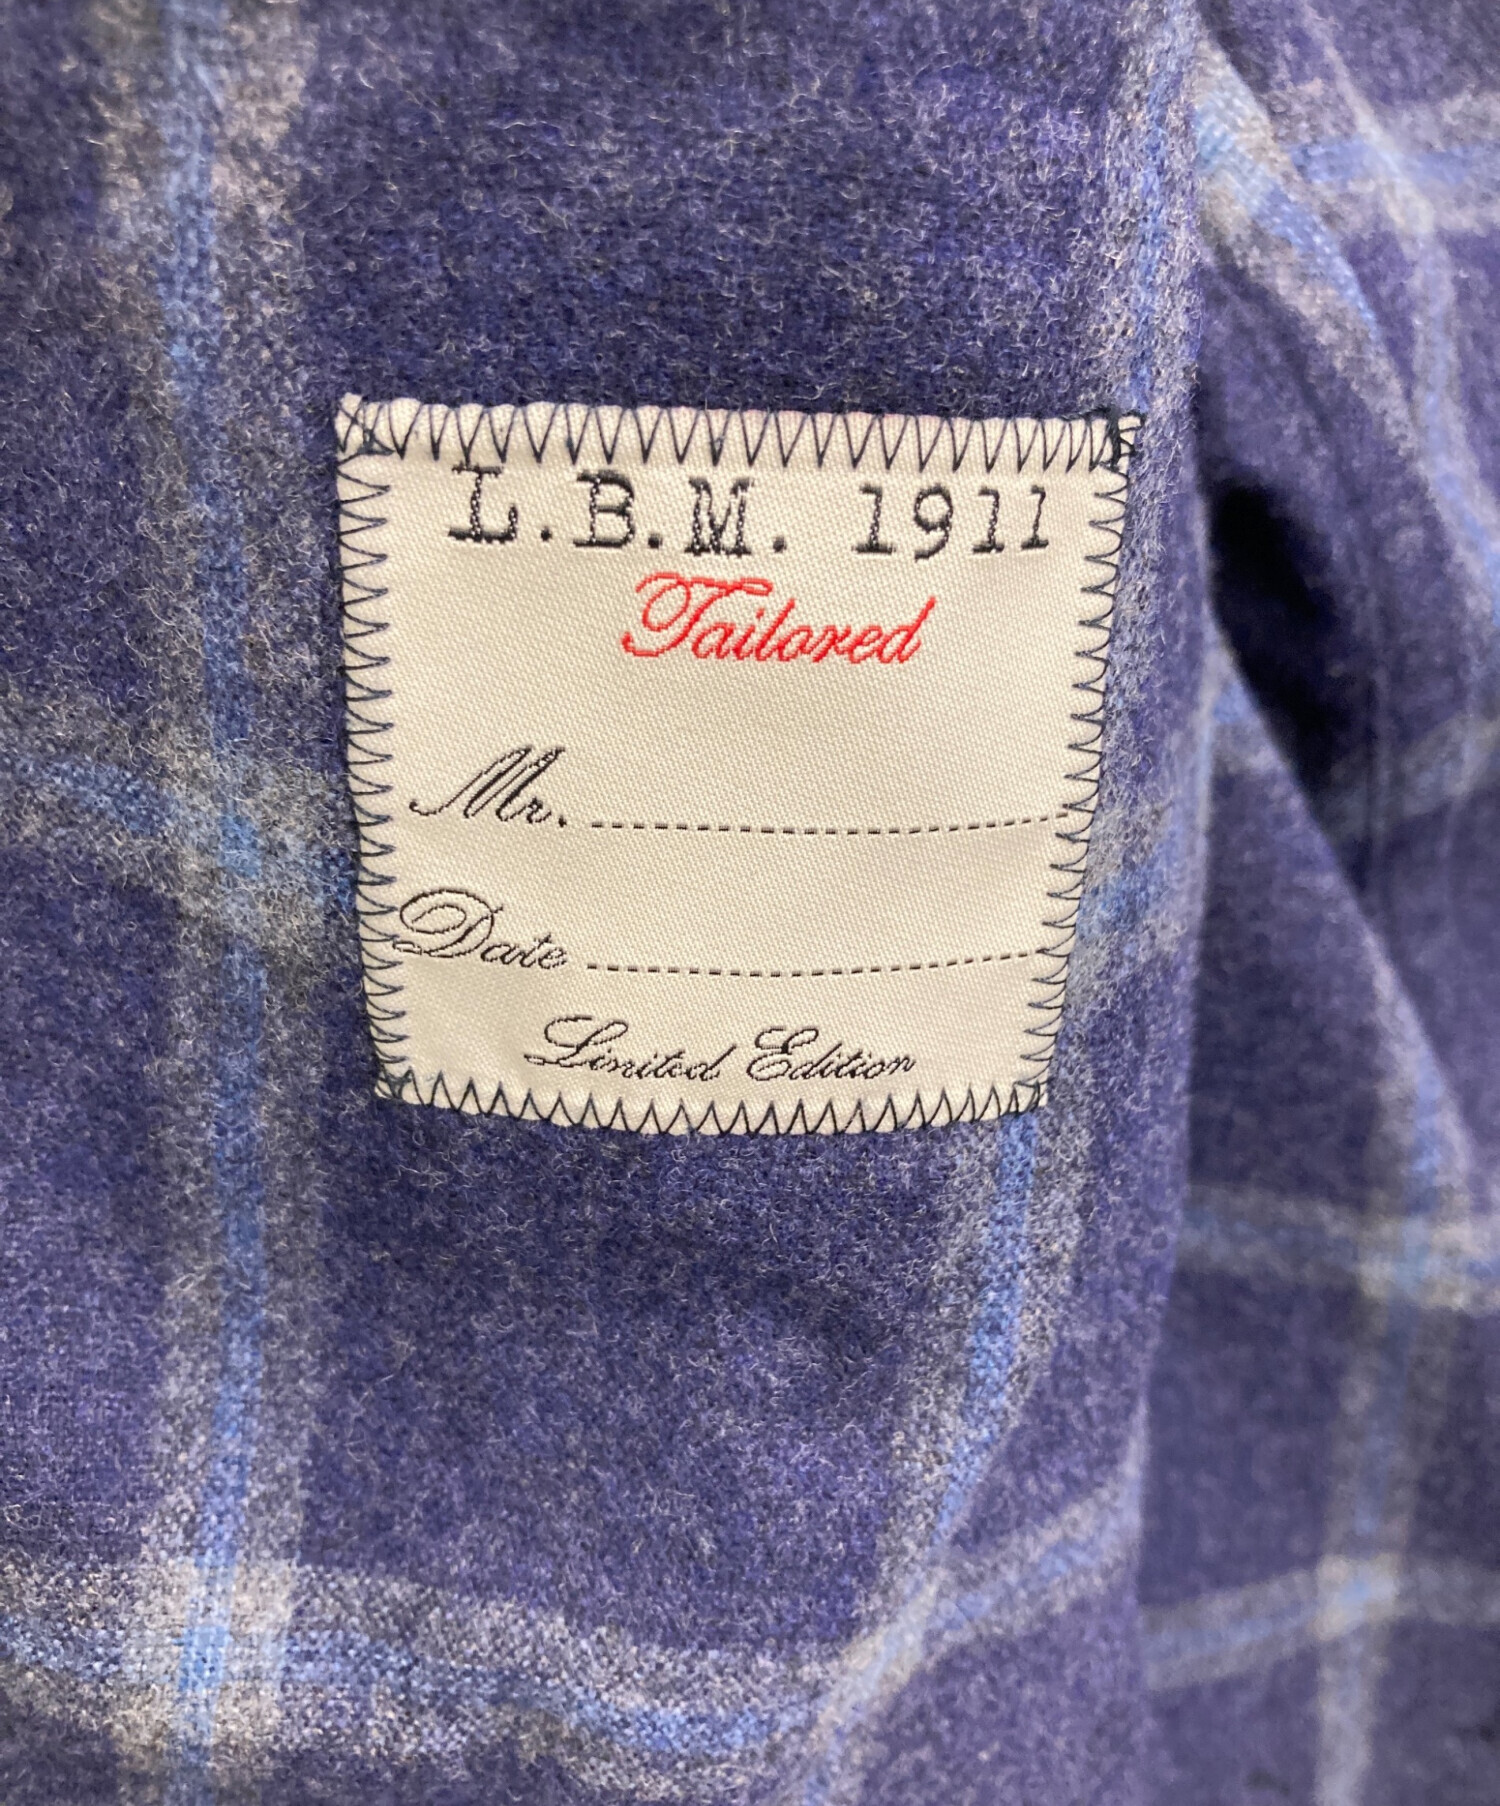 L.B.M. 1911
Tailored
Mr.
Date
Limited Edition